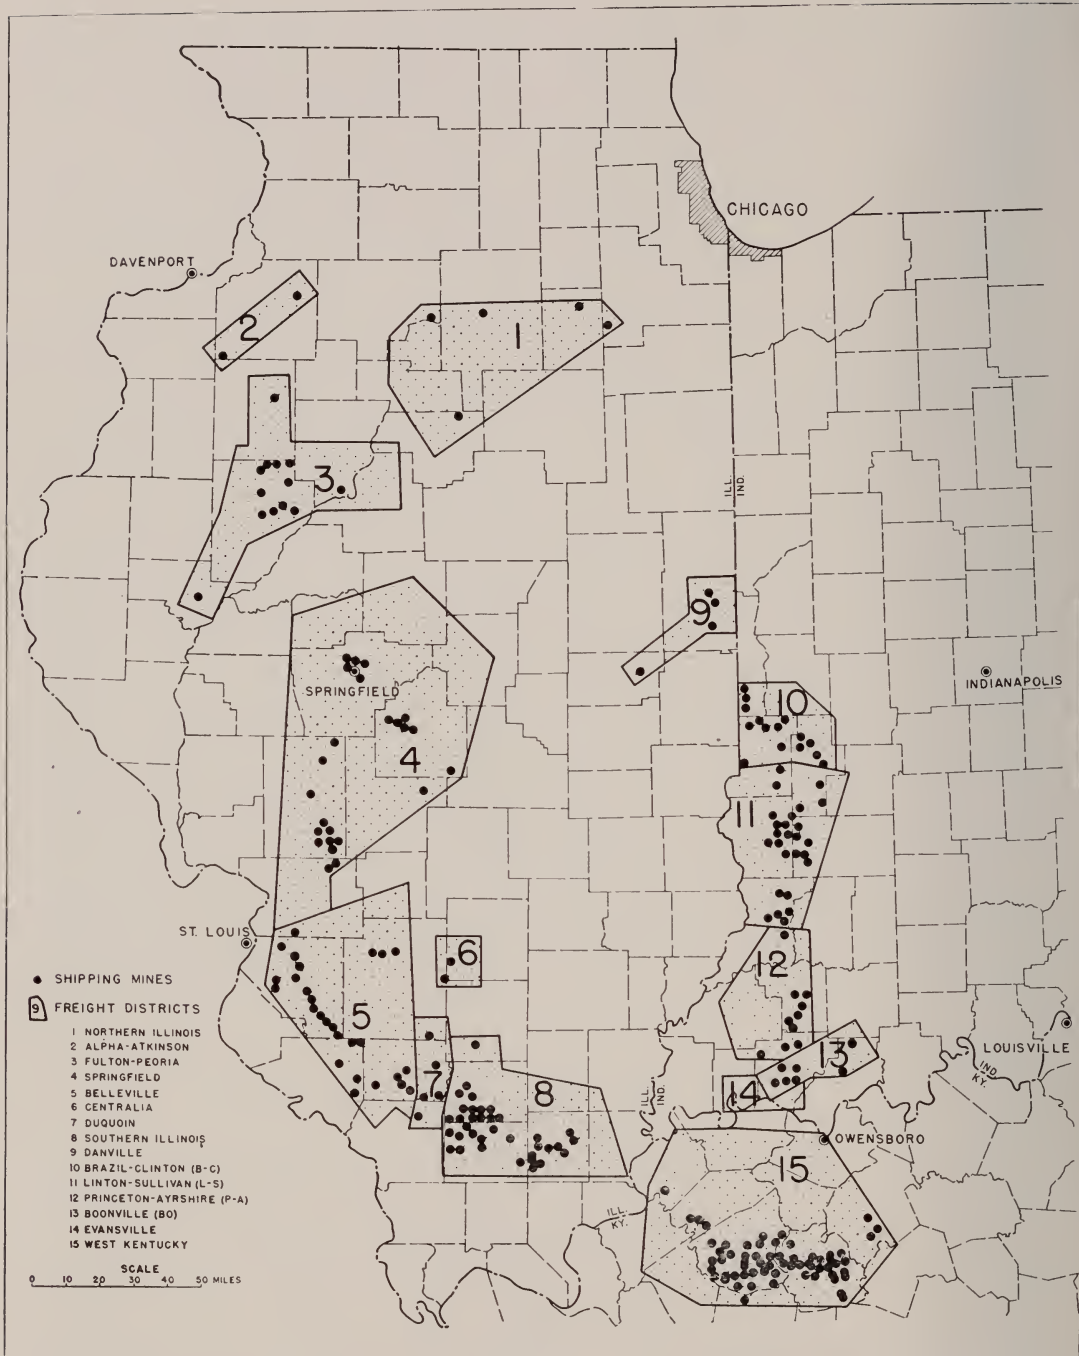 CHICAGO
DAVENPORT
2
1
3
ILL.
IND.
9
SPRINGFIELD
INDIANAPOLIS
10
4
11
ST. LOUIS
6
12
SHIPPING MINES
9 FREIGHT DISTRICTS
5
1 NORTHERN ILLINOIS
2 ALPHA-ATKINSON
3 FULTON-PEORIA
4 SPRINGFIELD
5 BELLEVILLE
6 CENTRALIA
7 DUQUOIN
8 SOUTHERN ILLINOIS
9 DANVILLE
10 BRAZIL-CLINTON (B-C)
11 LINTON-SULLIVAN (L-S)
12 PRINCETON-AYRSHIRE (P-A)
13 BOONVILLE (BO)
14 EVANSVILLE
15 WEST KENTUCKY
SCALE
0 10 20 30 40 50 MILES
7
8
13
14
LOUISVILLE
IND.
KY.
ILL.
IND.
OWENSBORO
15
ILL.
KY.